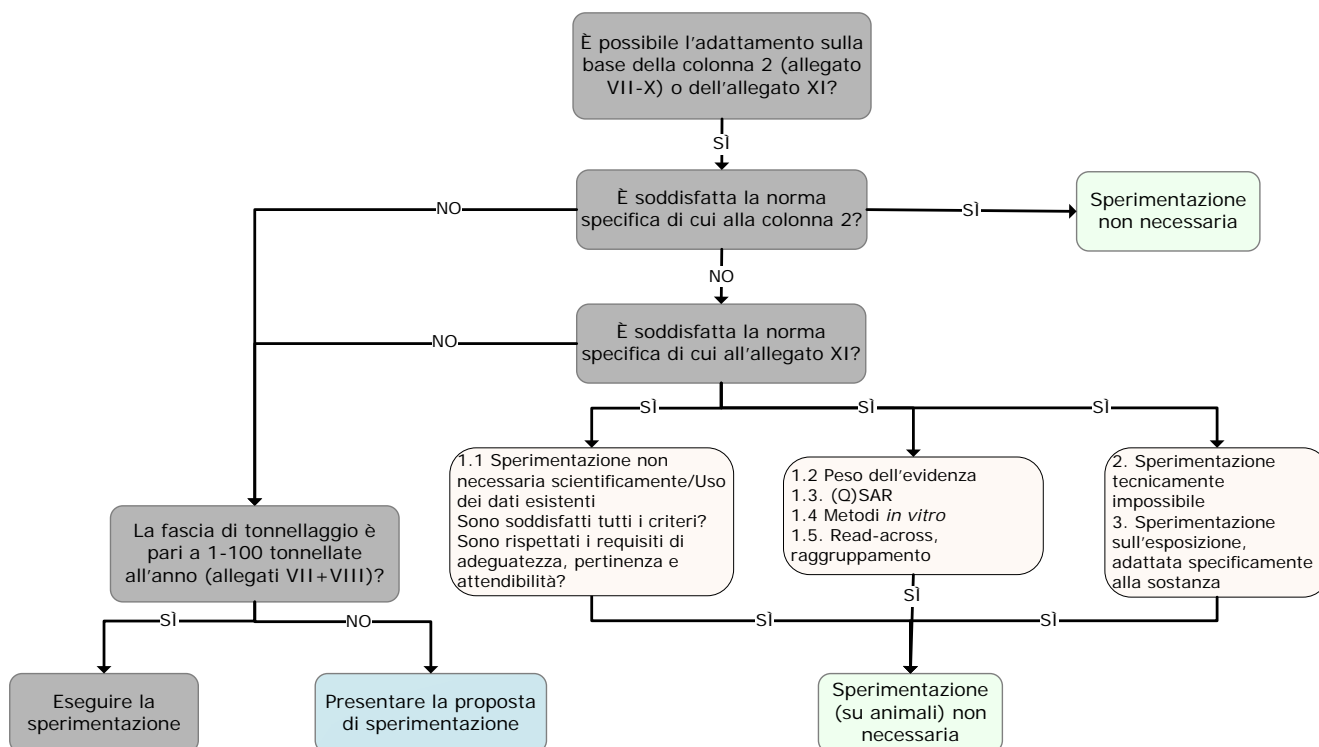 È possibile l'adattamento sulla
base della colonna 2 (allegato
VII-X) o dell'allegato XI?
SÌ
È soddisfatta la norma
specifica di cui alla colonna 2?
NO
SÌ
Sperimentazione
non necessaria
NO
È soddisfatta la norma
specifica di cui all'allegato XI?
NO
SÌ
SÌ
SÌ
1.1 Sperimentazione non
necessaria scientificamente/Uso
dei dati esistenti
Sono soddisfatti tutti i criteri?
Sono rispettati i requisiti di
adeguatezza, pertinenza e
attendibilità?
1.2 Peso dell'evidenza
1.3. (Q)SAR
1.4 Metodi in vitro
1.5. Read-across,
raggruppamento
2. Sperimentazione
tecnicamente
impossibile
3. Sperimentazione
sull'esposizione,
adattata specificamente
alla sostanza
La fascia di tonnellaggio è
pari a 1-100 tonnellate
all'anno (allegati VII+VIII)?
SÌ
NO
SÌ
SÌ
SÌ
Eseguire la
sperimentazione
Presentare la proposta
di sperimentazione
Sperimentazione
(su animali) non
necessaria